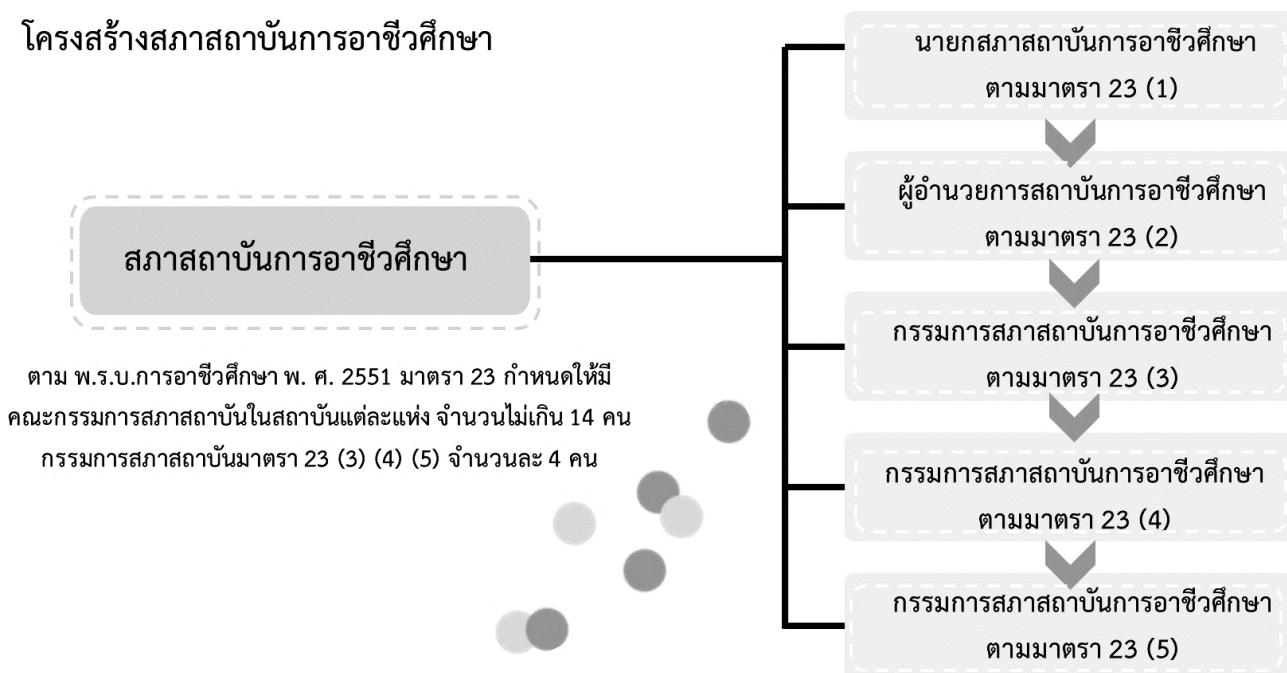 โครงสร้างสภาสถาบันการอาชีวศึกษา
สภาสถาบันการอาชีวศึกษา
ตาม พ.ร.บ.การอาชีวศึกษา พ. ศ. 2551 มาตรา 23 กำหนดให้มี
คณะกรรมการสภาสถาบันในสถาบันแต่ละแห่ง จำนวนไม่เกิน 14 คน
กรรมการสภาสถาบันมาตรา 23 (3) (4) (5) จำนวนละ 4 คน
นายกสภาสถาบันการอาชีวศึกษา
ตามมาตรา 23 (1)
ผู้อำนวยการสถาบันการอาชีวศึกษา
ตามมาตรา 23 (2)
กรรมการสภาสถาบันการอาชีวศึกษา
ตามมาตรา 23 (3)
กรรมการสภาสถาบันการอาชีวศึกษา
ตามมาตรา 23 (4)
กรรมการสภาสถาบันการอาชีวศึกษา
ตามมาตรา 23 (5)